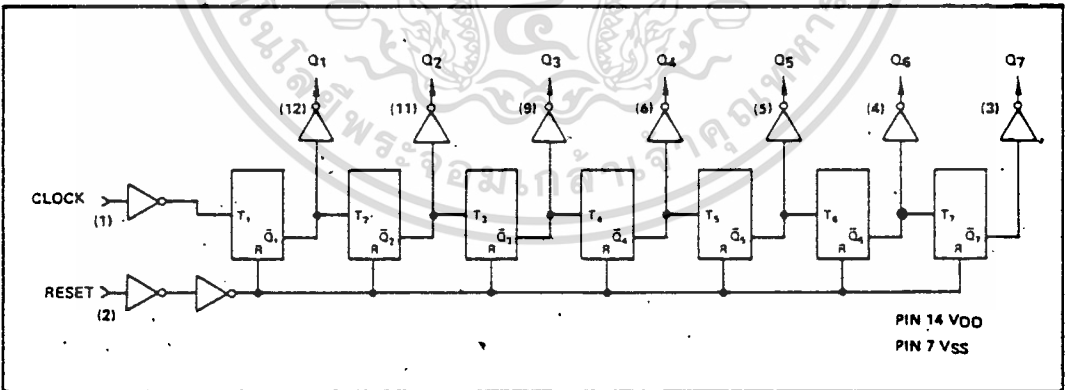 Q1 Q2 Q3 Q4 Q5 Q6 Q7
(12) (11) (9) (6) (5) (4) (3)
CLOCK
(1)
T1 T2 T3 T4 T5 T6 T7
Q̄1 Q̄2 Q̄3 Q̄4 Q̄5 Q̄6 Q̄7
R R R R R R R
RESET
(2)
PIN 14 VDD
PIN 7 VSS